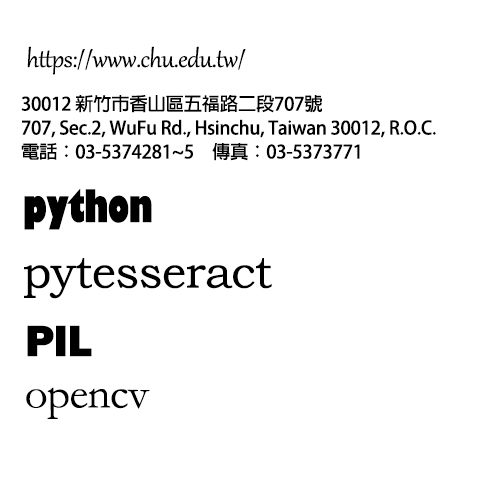 https://www.chu.edu.tw/
30012 新竹市香山區五福路二段707號
707, Sec.2, WuFu Rd., Hsinchu, Taiwan 30012, R.O.C.
電話：03-5374281~5 傳真：03-5373771
python
pytesseract
PIL
opencv